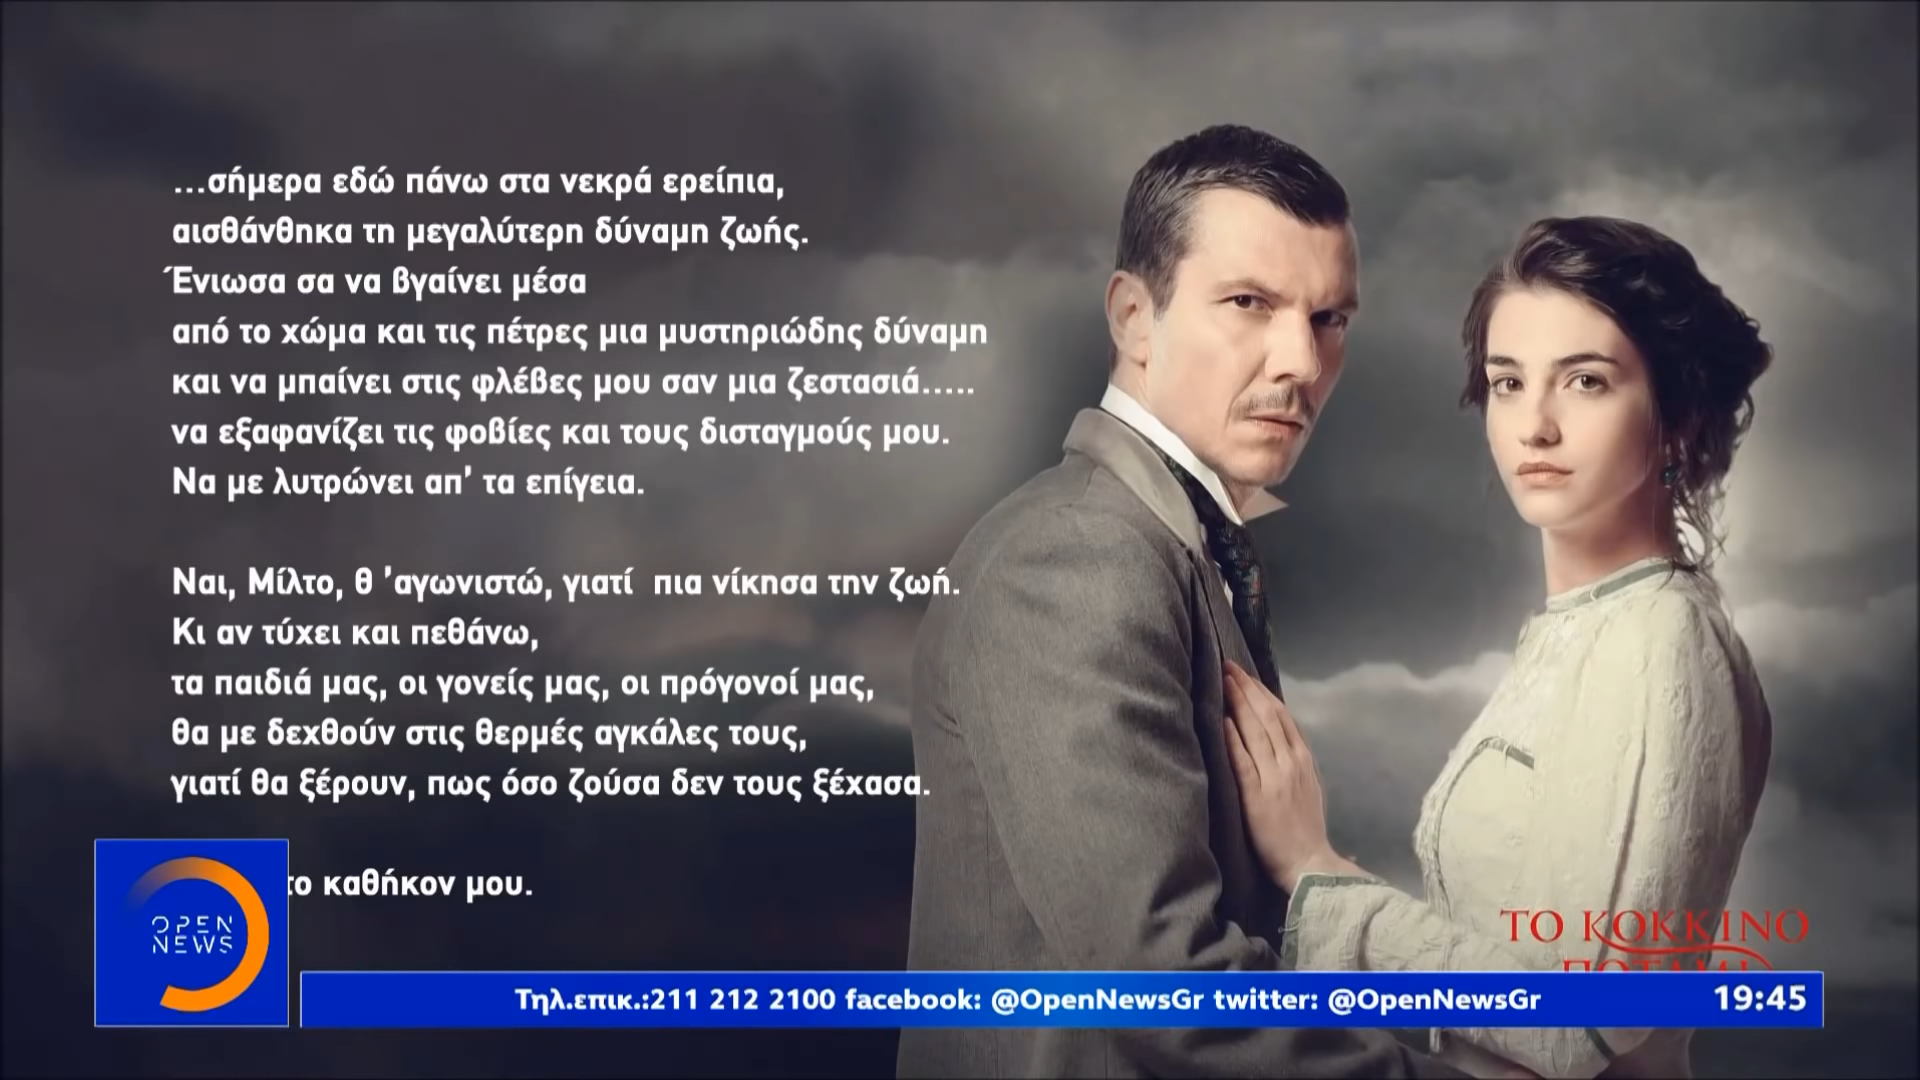 ...σήμερα εδώ πάνω στα νεκρά ερείπια,
αισθάνθηκα τη μεγαλύτερη δύναμη ζωής.
Ένιωσα σα να βγαίνει μέσα
από το χώμα και τις πέτρες μια μυστηριώδης δύναμη
και να μπαίνει στις φλέβες μου σαν μια ζεστασιά.....
να εξαφανίζει τις φοβίες και τους δισταγμούς μου.
Να με λυτρώνει απ' τα επίγεια.
Ναι, Μίλτο, θ 'αγωνιστώ, γιατί  πια νίκησα την ζωή.
Κι αν τύχει και πεθάνω,
τα παιδιά μας, οι γονείς μας, οι πρόγονοί μας,
θα με δεχθούν στις θερμές αγκάλες τους,
γιατί θα ξέρουν, πως όσο ζούσα δεν τους ξέχασα.
το καθήκον μου.
OPEN
NEWS
ΤΟ ΚΟΚΚΙΝΟ
ΠΟΤΑΜΙ
Τηλ.επικ.:211 212 2100 facebook: @OpenNewsGr twitter: @OpenNewsGr
19:45